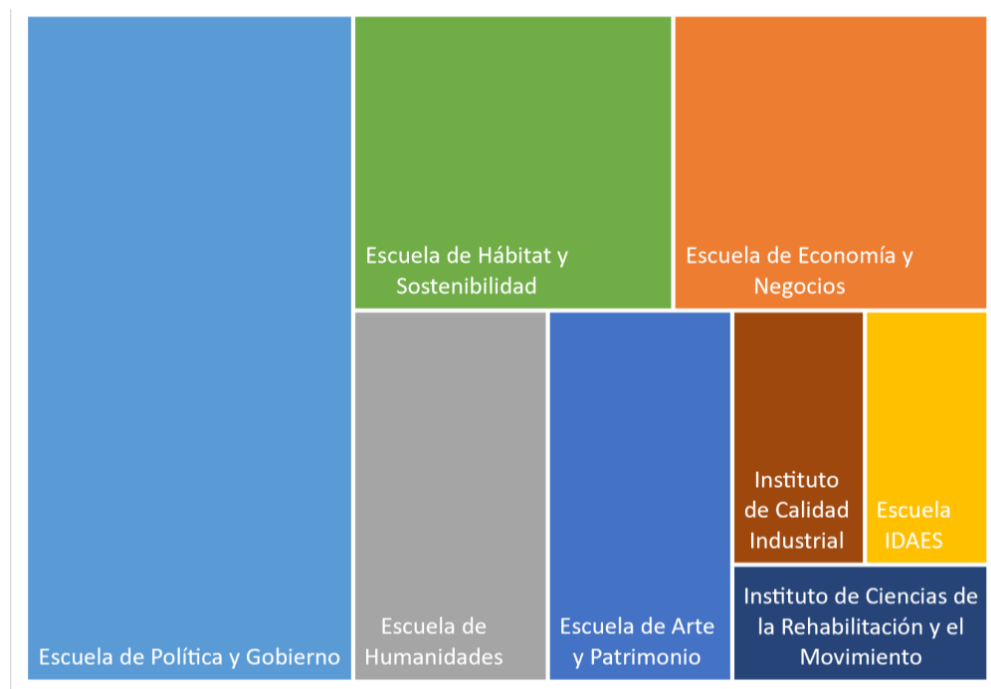 Escuela de Política y Gobierno
Escuela de Hábitat y
Sostenibilidad
Escuela de Economía y
Negocios
Escuela de
Humanidades
Escuela de Arte
y Patrimonio
Instituto
de Calidad
Industrial
Escuela
IDAES
Instituto de Ciencias de
la Rehabilitación y el
Movimiento